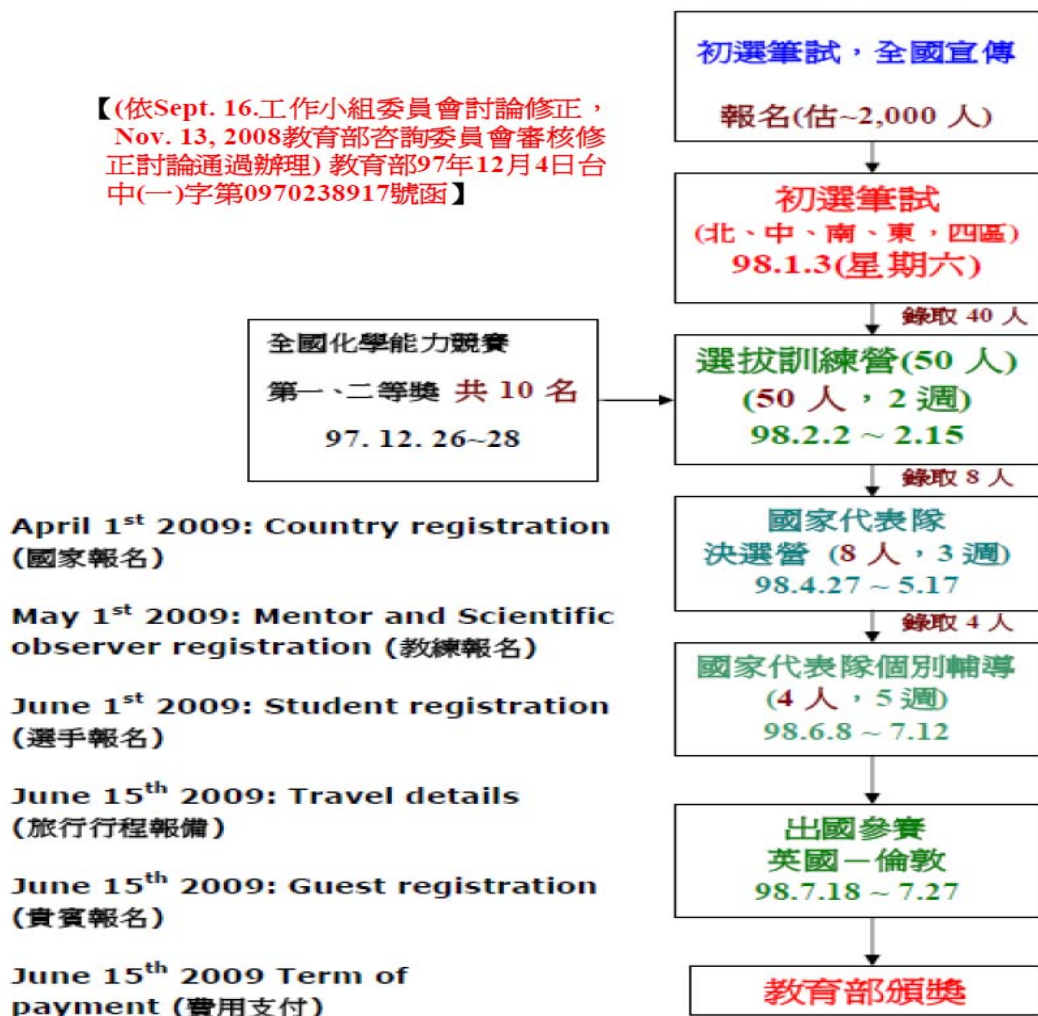 【(依Sept. 16.工作小組委員會討論修正，
Nov. 13, 2008教育部咨詢委員會審核修
正討論通過辦理) 教育部97年12月4日台
中(一)字第0970238917號函】
初選筆試，全國宣傳
報名(估~2,000 人)
初選筆試
(北、中、南、東，四區)
98.1.3(星期六)
錄取 40 人
全國化學能力競賽
第一、二等獎 共 10 名
97. 12. 26~28
選拔訓練營(50 人)
(50 人，2 週)
98.2.2 ~ 2.15
錄取 8 人
國家代表隊
決選營 (8 人，3 週)
98.4.27 ~ 5.17
錄取 4 人
國家代表隊個別輔導
(4 人，5 週)
98.6.8 ~ 7.12
出國參賽
英國－倫敦
98.7.18 ~ 7.27
教育部頒獎
April 1st 2009: Country registration
(國家報名)
May 1st 2009: Mentor and Scientific
observer registration (教練報名)
June 1st 2009: Student registration
(選手報名)
June 15th 2009: Travel details
(旅行行程報備)
June 15th 2009: Guest registration
(貴賓報名)
June 15th 2009 Term of
payment (費用支付)